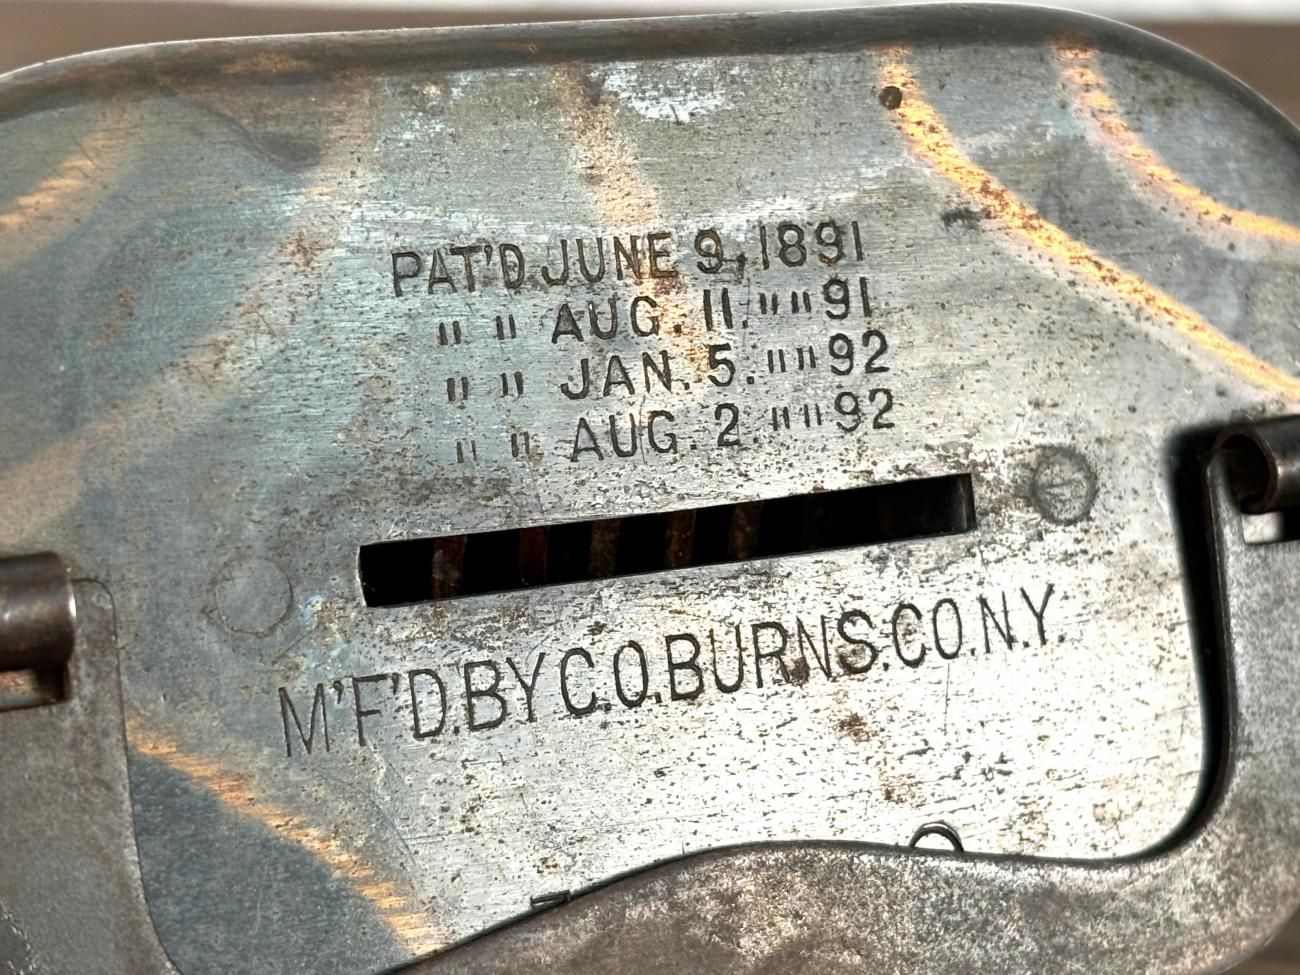 PAT'D. JUNE 9, 1891
" " AUG. 11. " " 91
" " JAN. 5. " " 92
" " AUG. 2. " " 92
M'F'D. BY C.O. BURNS. CO. N.Y.